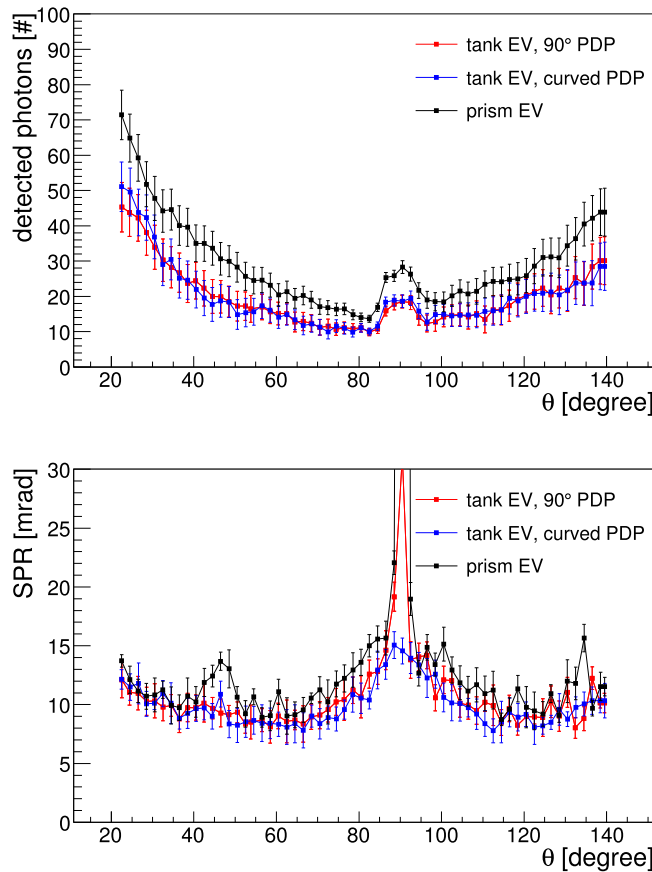 detected photons [#]
100
90
80
70
60
50
40
30
20
10
0
tank EV, 90° PDP
tank EV, curved PDP
prism EV
20 40 60 80 100 120 140
θ [degree]
SPR [mrad]
30
25
20
15
10
5
0
tank EV, 90° PDP
tank EV, curved PDP
prism EV
20 40 60 80 100 120 140
θ [degree]